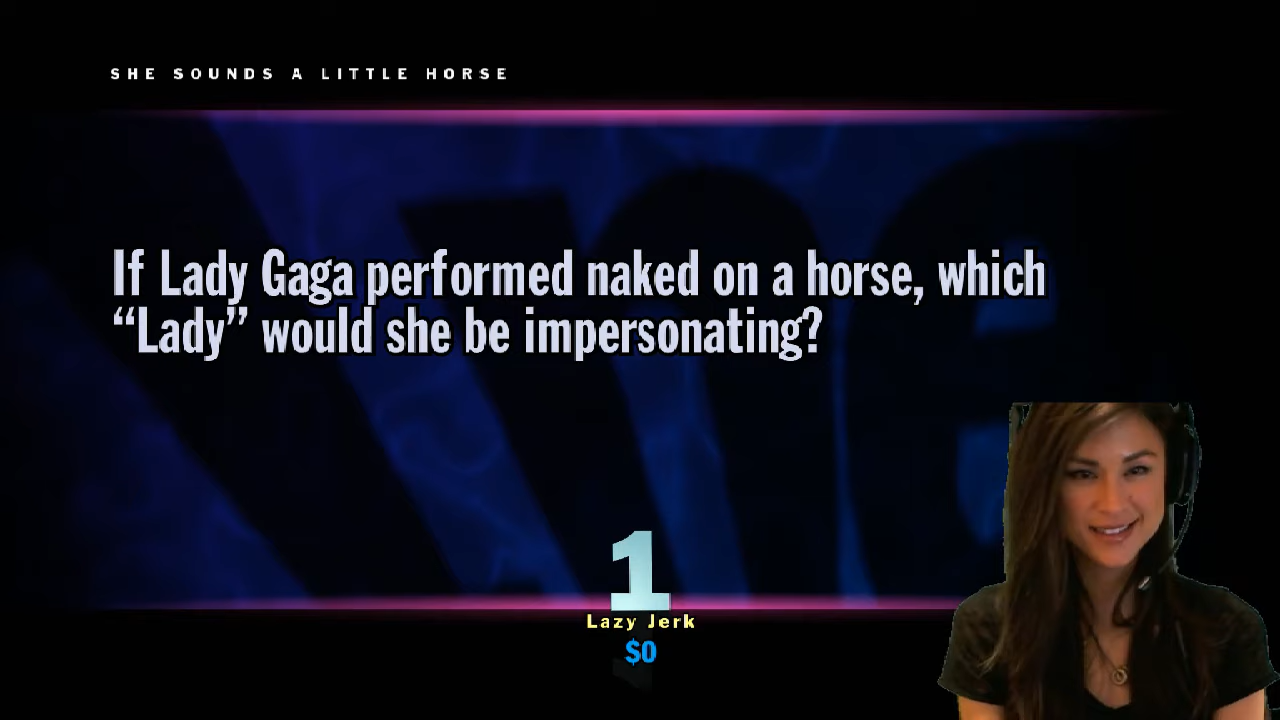 SHE SOUNDS A LITTLE HORSE
If Lady Gaga performed naked on a horse, which
“Lady” would she be impersonating?
1
Lazy Jerk
$0